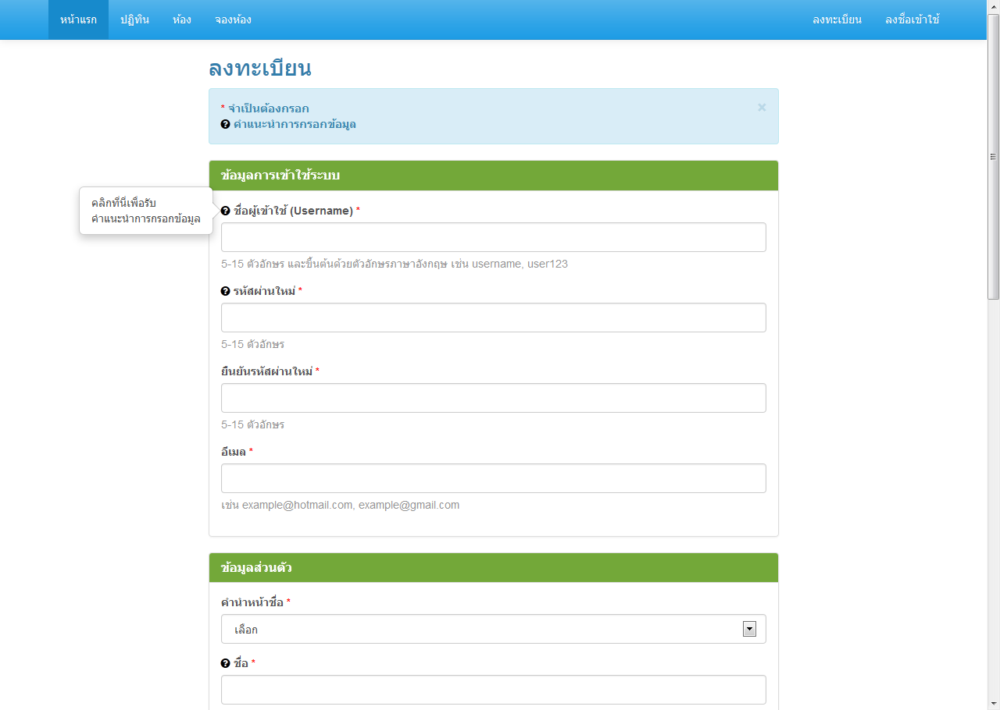 หน้าแรก ปฏิทิน ห้อง จองห้อง ลงทะเบียน ลงชื่อเข้าใช้
ลงทะเบียน
* จำเป็นต้องกรอก ×
คำแนะนำการกรอกข้อมูล
ข้อมูลการเข้าใช้ระบบ
คลิกที่นี่เพื่อรับ
คำแนะนำการกรอกข้อมูล
ชื่อผู้เข้าใช้ (Username) *
5-15 ตัวอักษร และขึ้นต้นด้วยตัวอักษรภาษาอังกฤษ เช่น username, user123
รหัสผ่านใหม่ *
5-15 ตัวอักษร
ยืนยันรหัสผ่านใหม่ *
5-15 ตัวอักษร
อีเมล *
เช่น example@hotmail.com, example@gmail.com
ข้อมูลส่วนตัว
คำนำหน้าชื่อ *
เลือก
ชื่อ *